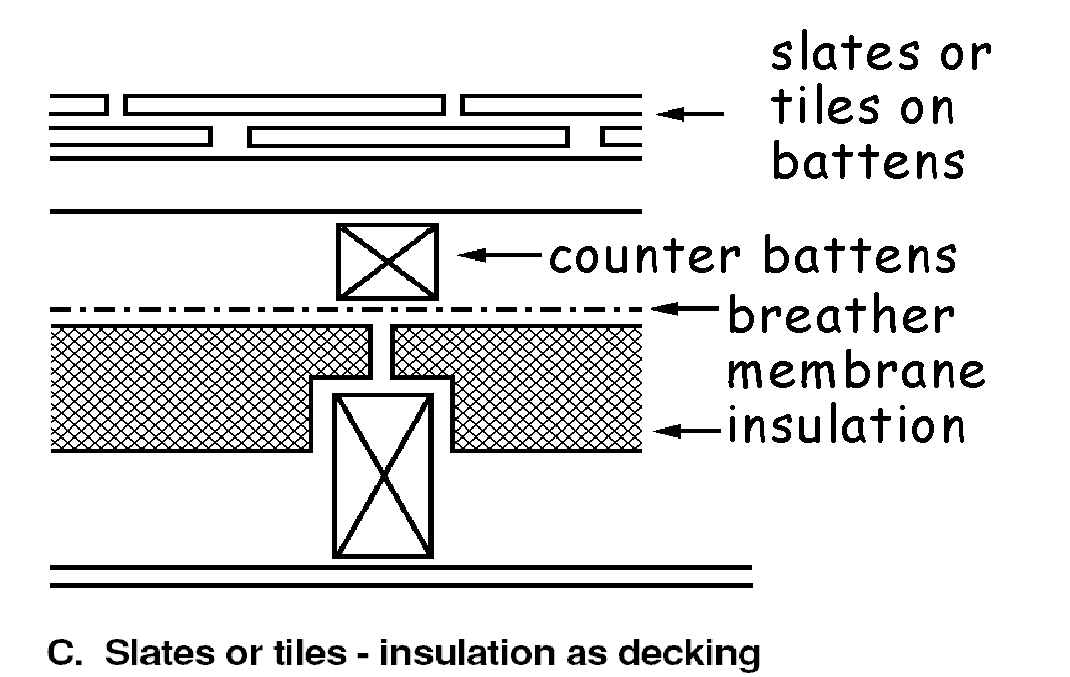 slates or
tiles on
battens
counter battens
breather
membrane
insulation
C. Slates or tiles - insulation as decking